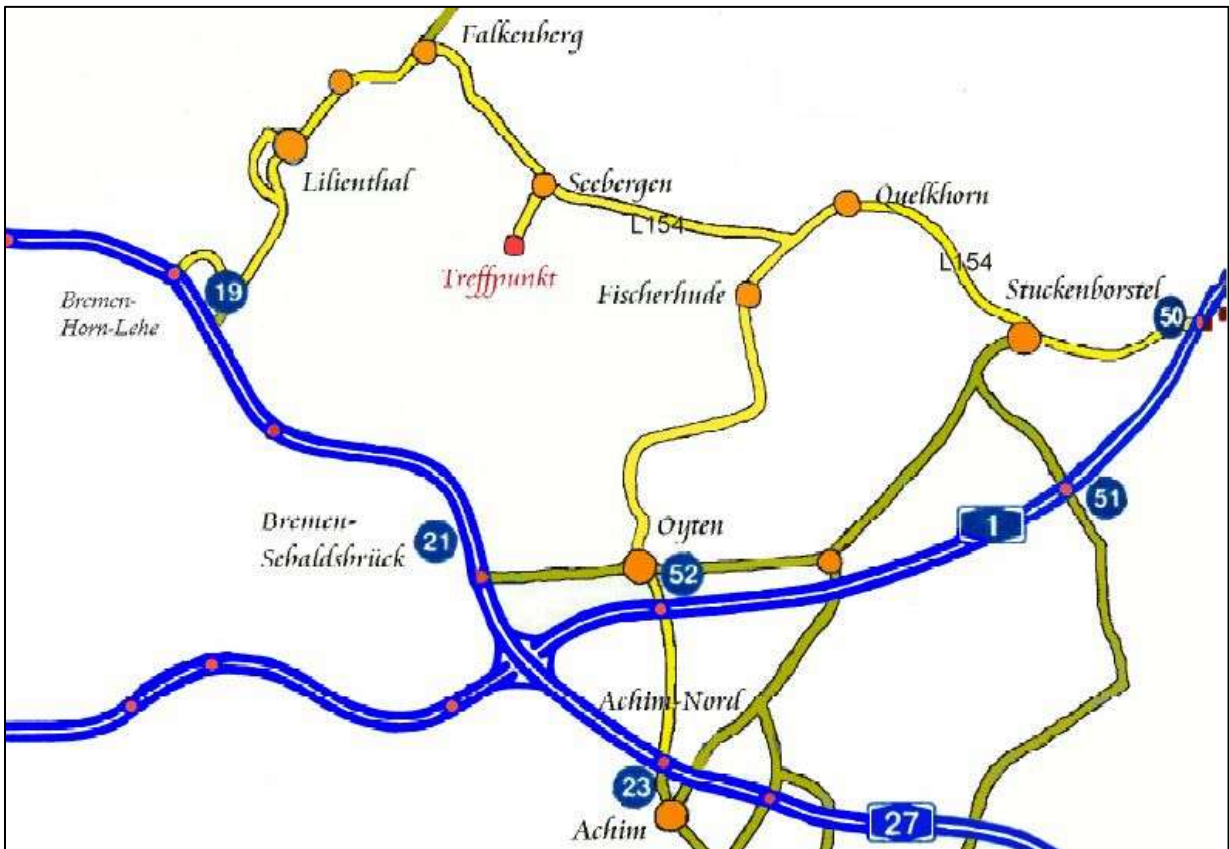 Falkenberg
Lilienthal
Seebergen
Quelkhorn
L154
L154
Treffpunkt
Fischerhude
Stuckenborstel
19
Bremen-
Horn-Lehe
50
51
1
Bremen-
Sebaldsbrück
21
Oyten
52
Achim-Nord
23
Achim
27